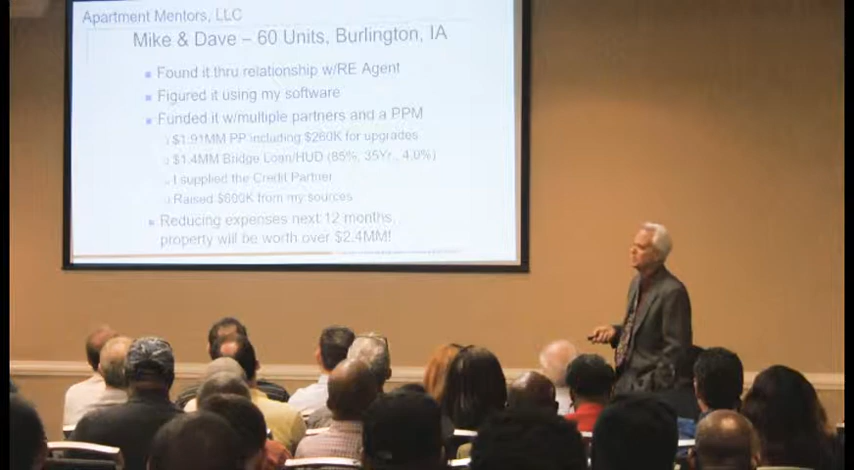 Apartment Mentors, LLC
Mike & Dave – 60 Units, Burlington, IA
Found it thru relationship w/RE Agent
Figured it using my software
Funded it w/multiple partners and a PPM
$1.91MM PP including $260K for upgrades
$1.4MM Bridge Loan/HUD (85%, 35Yr., 4.0%)
I supplied the Credit Partner
Raised $600K from my sources
Reducing expenses next 12 months,
property will be worth over $2.4MM!